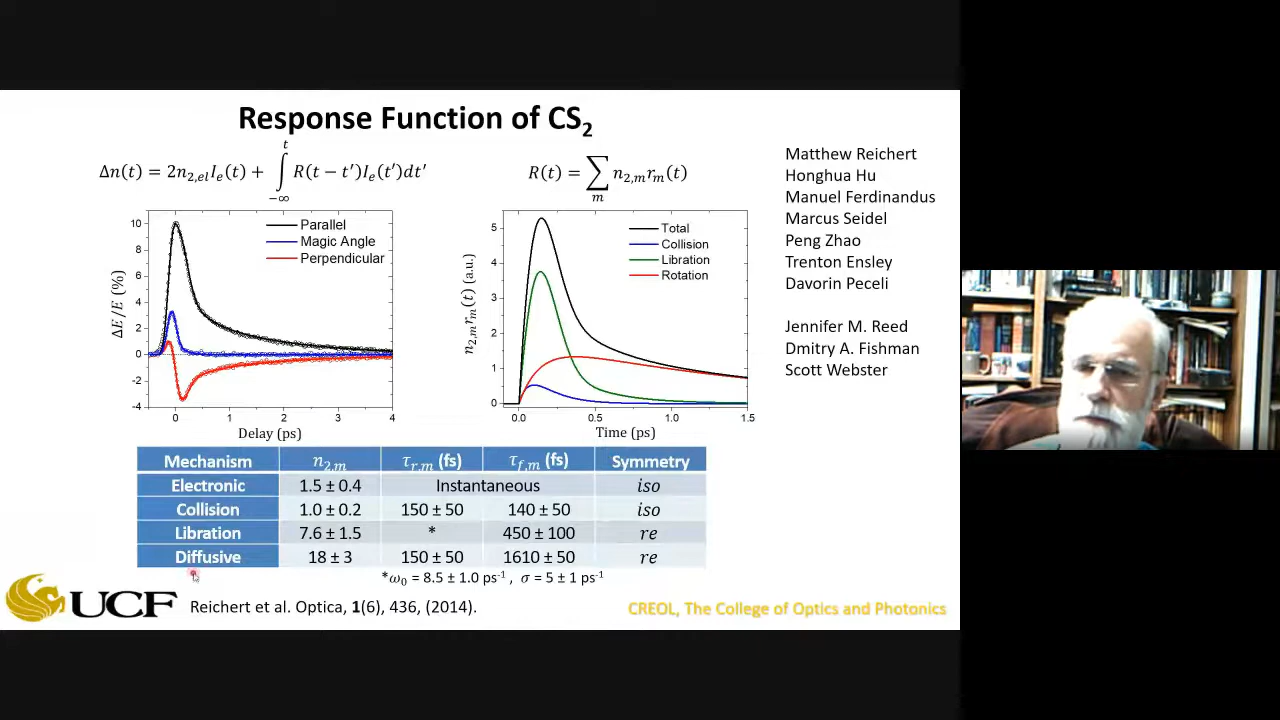 Response Function of CS₂
Δn(t) = 2n₂,ₑₗIₑ(t) + ∫₋∞ᵗ R(t − t′)Iₑ(t′)dt′
R(t) = ∑ₘ n₂,ₘrₘ(t)
ΔE/E (%)
10
8
6
4
2
0
-2
-4
Parallel
Magic Angle
Perpendicular
0 1 2 3 4
Delay (ps)
n₂,ₘrₘ(t) (a.u.)
5
4
3
2
1
0
Total
Collision
Libration
Rotation
0.0 0.5 1.0 1.5
Time (ps)
Matthew Reichert
Honghua Hu
Manuel Ferdinandus
Marcus Seidel
Peng Zhao
Trenton Ensley
Davorin Peceli
Jennifer M. Reed
Dmitry A. Fishman
Scott Webster
Mechanism n₂,ₘ τr,m (fs) τf,m (fs) Symmetry
Electronic 1.5 ± 0.4 Instantaneous iso
Collision 1.0 ± 0.2 150 ± 50 140 ± 50 iso
Libration 7.6 ± 1.5 * 450 ± 100 re
Diffusive 18 ± 3 150 ± 50 1610 ± 50 re
*ω₀ = 8.5 ± 1.0 ps⁻¹ , σ = 5 ± 1 ps⁻¹
UCF
Reichert et al. Optica, 1(6), 436, (2014).
CREOL, The College of Optics and Photonics